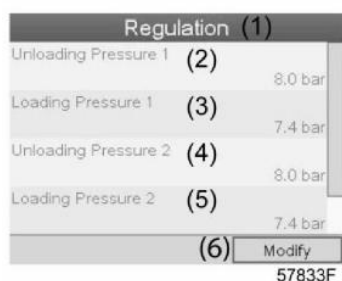 Regulation (1)
Unloading Pressure 1 (2)
8.0 bar
Loading Pressure 1 (3)
7.4 bar
Unloading Pressure 2 (4)
8.0 bar
Loading Pressure 2 (5)
7.4 bar
(6) Modify
57833F